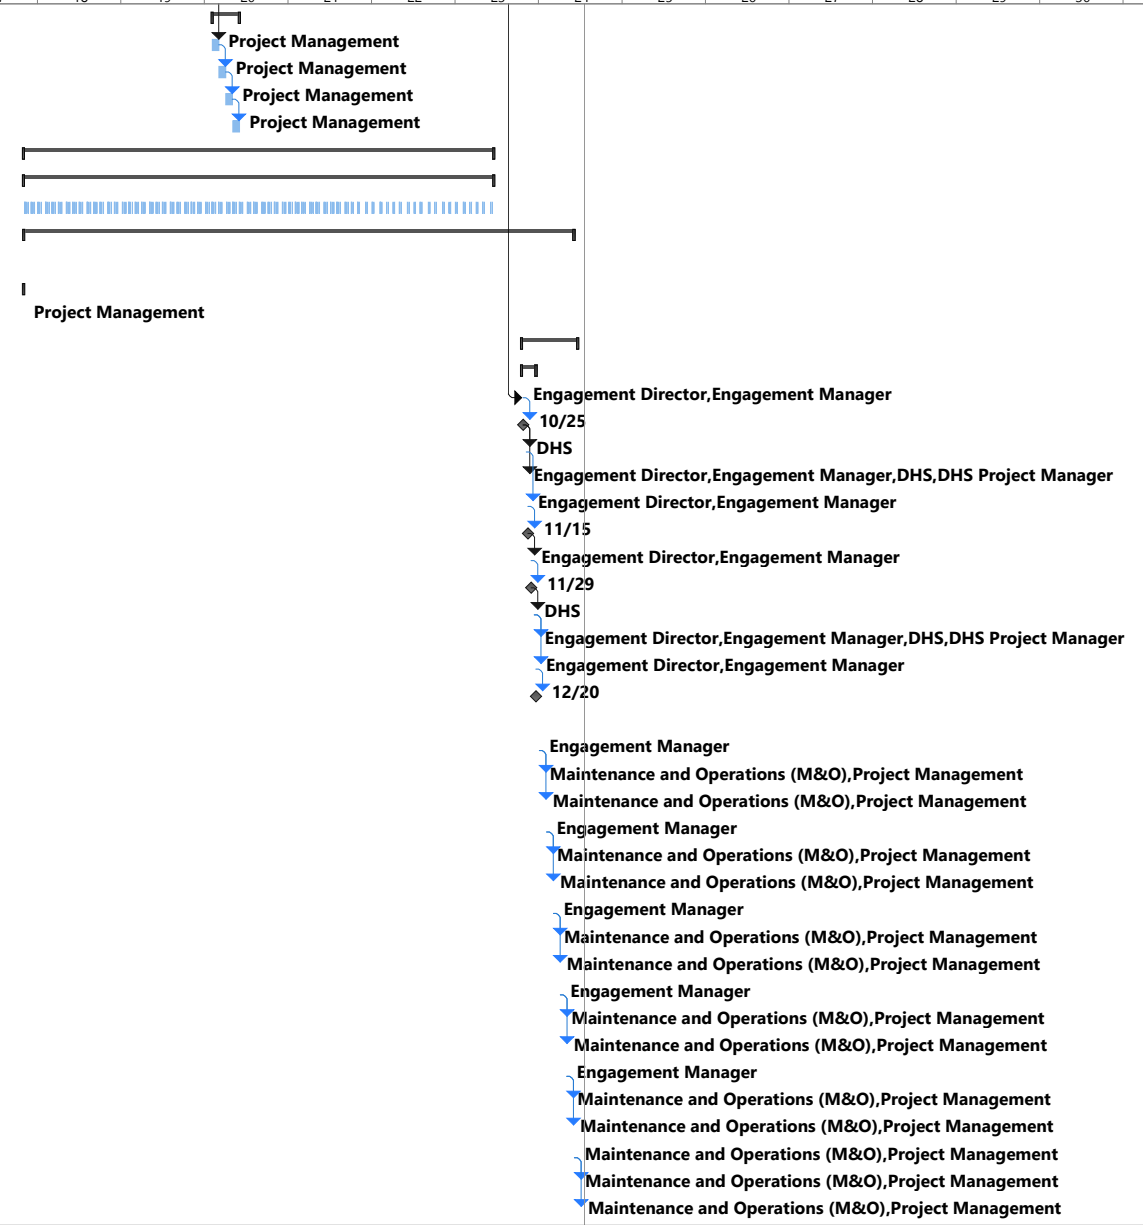 Project Management
Project Management
Project Management
Project Management
Project Management
Engagement Director,Engagement Manager
10/25
DHS
Engagement Director,Engagement Manager,DHS,DHS Project Manager
Engagement Director,Engagement Manager
11/15
Engagement Director,Engagement Manager
11/29
DHS
Engagement Director,Engagement Manager,DHS,DHS Project Manager
Engagement Director,Engagement Manager
12/20
Engagement Manager
Maintenance and Operations (M&O),Project Management
Maintenance and Operations (M&O),Project Management
Engagement Manager
Maintenance and Operations (M&O),Project Management
Maintenance and Operations (M&O),Project Management
Engagement Manager
Maintenance and Operations (M&O),Project Management
Maintenance and Operations (M&O),Project Management
Engagement Manager
Maintenance and Operations (M&O),Project Management
Maintenance and Operations (M&O),Project Management
Engagement Manager
Maintenance and Operations (M&O),Project Management
Maintenance and Operations (M&O),Project Management
Maintenance and Operations (M&O),Project Management
Maintenance and Operations (M&O),Project Management
Maintenance and Operations (M&O),Project Management